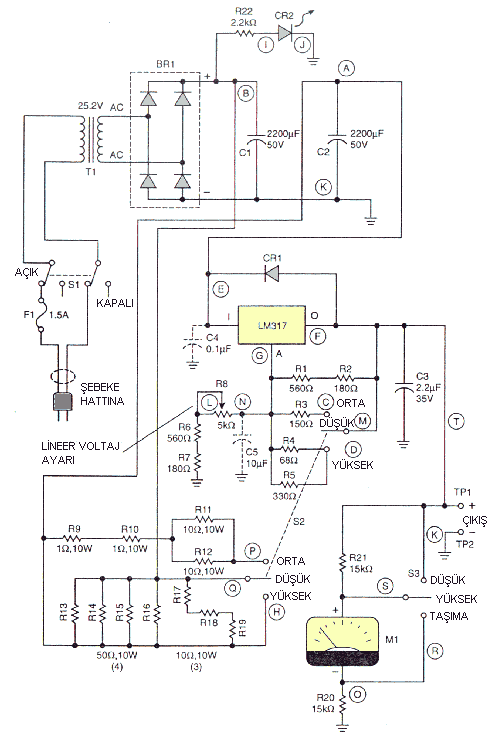 R22
2.2kΩ
CR2
I
J
BR1
+
B
A
25.2V
AC
AC
T1
2200µF
50V
C1
2200µF
50V
C2
K
−
AÇIK
S1
KAPALI
F1
1.5A
ŞEBEKE
HATTINA
CR1
E
I
O
LM317
F
C4
0.1µF
G
A
R1
560Ω
R2
180Ω
C3
2.2µF
35V
T
R8
L
N
5kΩ
R3
150Ω
C
ORTA
DÜŞÜK
M
R6
560Ω
R7
180Ω
C5
10µF
R4
68Ω
D
YÜKSEK
R5
330Ω
LİNEER VOLTAJ
AYARI
S2
TP1
+
ÇIKIŞ
K
−
TP2
R9
1Ω,10W
R10
1Ω,10W
R11
10Ω,10W
R12
10Ω,10W
P
ORTA
Q
DÜŞÜK
YÜKSEK
H
R13
R14
R15
R16
R17
R18
R19
50Ω,10W
(4)
10Ω,10W
(3)
R21
15kΩ
S3
DÜŞÜK
S
YÜKSEK
TAŞIMA
+
M1
R
−
O
R20
15kΩ